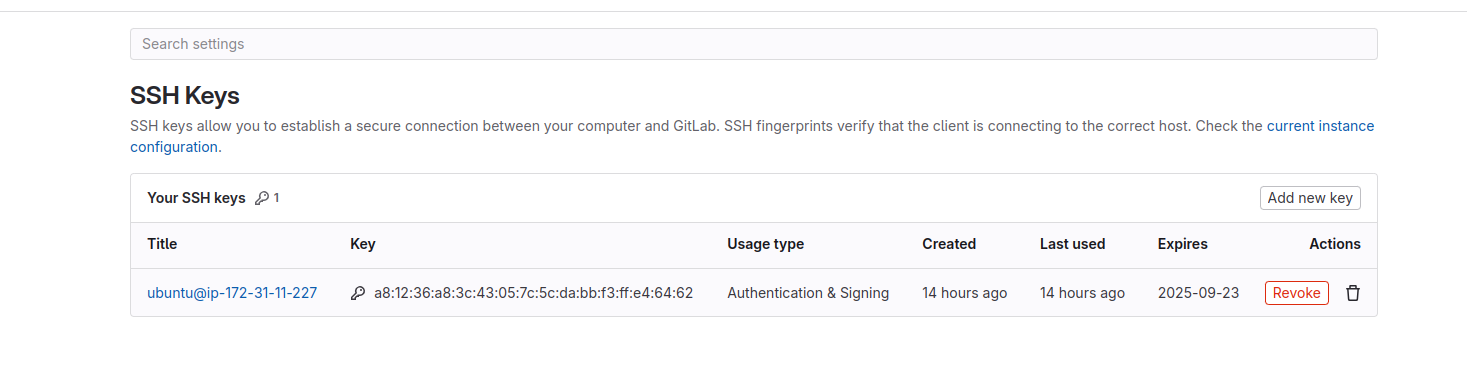 Search settings
SSH Keys
SSH keys allow you to establish a secure connection between your computer and GitLab. SSH fingerprints verify that the client is connecting to the correct host. Check the current instance
configuration.
Your SSH keys 1 Add new key
Title Key Usage type Created Last used Expires Actions
ubuntu@ip-172-31-11-227 a8:12:36:a8:3c:43:05:7c:5c:da:bb:f3:ff:e4:64:62 Authentication & Signing 14 hours ago 14 hours ago 2025-09-23 Revoke